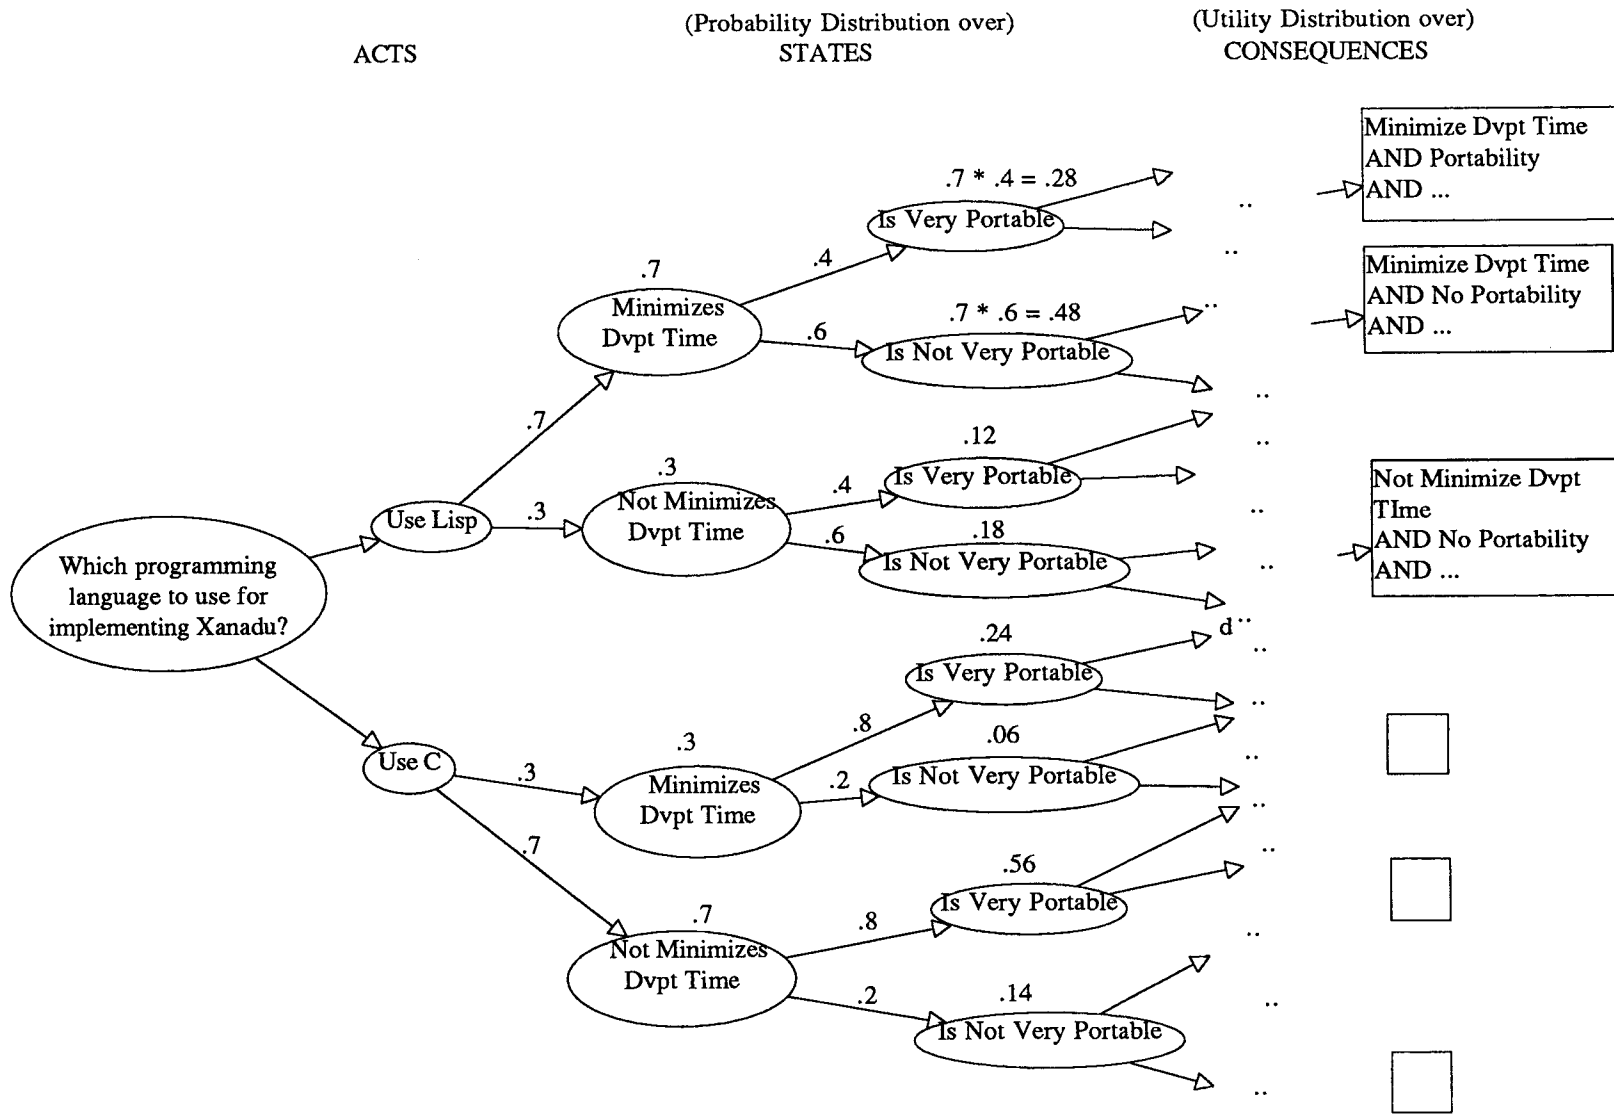 (Probability Distribution over)
(Utility Distribution over)
ACTS
STATES
CONSEQUENCES
Minimize Dvpt Time
AND Portability
AND ...
.7 * .4 = .28
Is Very Portable
..
..
.4
.7
Minimizes
Dvpt Time
Minimize Dvpt Time
AND No Portability
AND ...
..
.7 * .6 = .48
.6
Is Not Very Portable
..
.7
.12
..
Is Very Portable
.3
Not Minimizes
Dvpt Time
.4
Use Lisp
.3
..
Not Minimize Dvpt
TIme
AND No Portability
AND ...
.6
.18
Is Not Very Portable
..
Which programming
language to use for
implementing Xanadu?
d
..
.24
..
Is Very Portable
..
.8
.3
.06
Use C
.3
Minimizes
Dvpt Time
.2
Is Not Very Portable
..
..
.7
.56
..
Is Very Portable
.7
.8
Not Minimizes
Dvpt Time
..
.2
.14
Is Not Very Portable
..
..